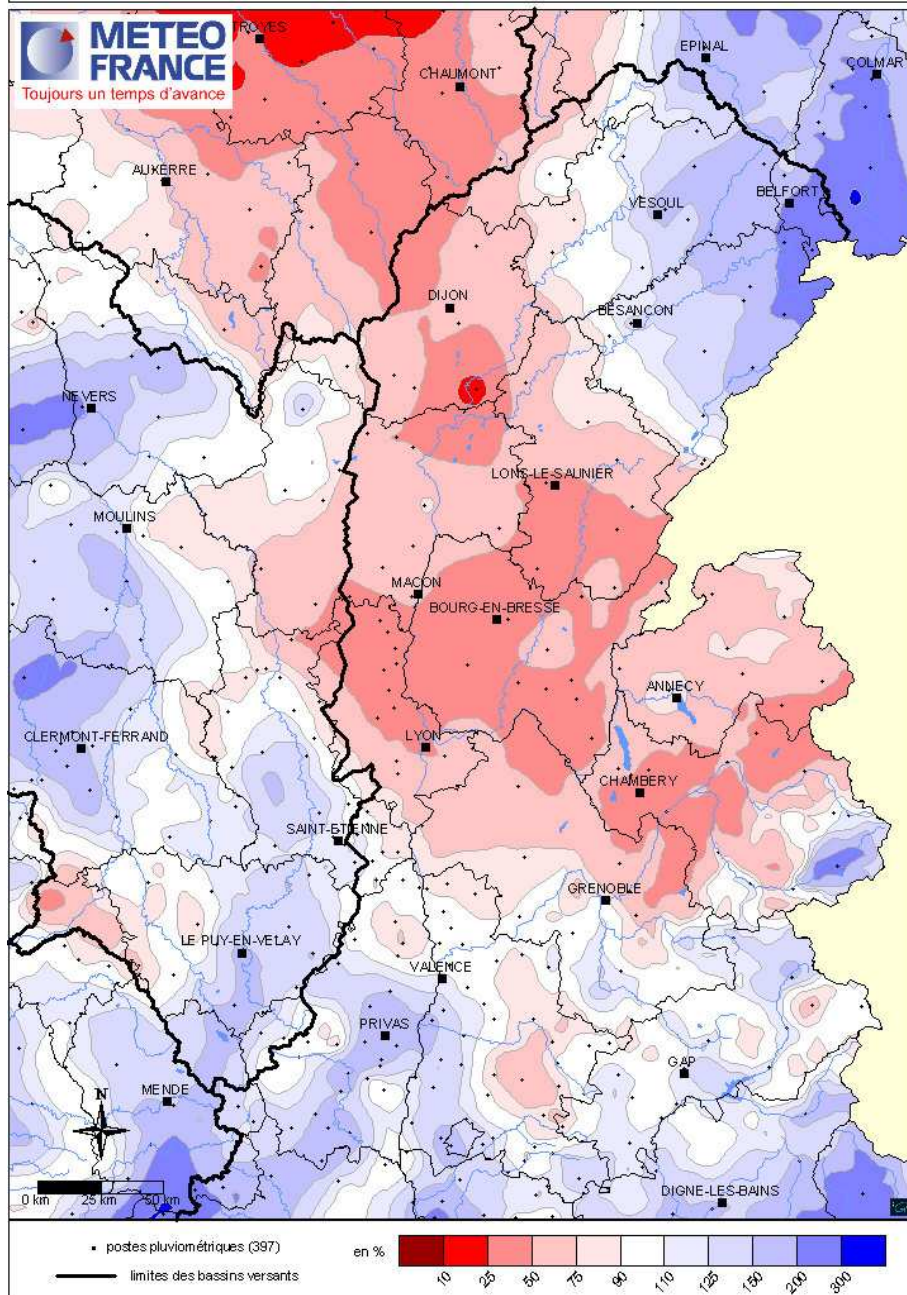 METEO
FRANCE
Toujours un temps d'avance
TROYES
EPINAL
COLMAR
CHAUMONT
AUXERRE
VESOUL
BELFORT
DIJON
BESANCON
NEVERS
LONS-LE-SAUNIER
MOULINS
MACON
BOURG-EN-BRESSE
ANNECY
CLERMONT-FERRAND
LYON
CHAMBERY
SAINT-ETIENNE
GRENOBLE
LE PUY-EN-VELAY
VALENCE
PRIVAS
GAP
MENDE
N
DIGNE-LES-BAINS
0 km 25 km 50 km
postes pluviométriques (397)
en %
limites des bassins versants
10 25 50 75 90 110 125 150 200 300